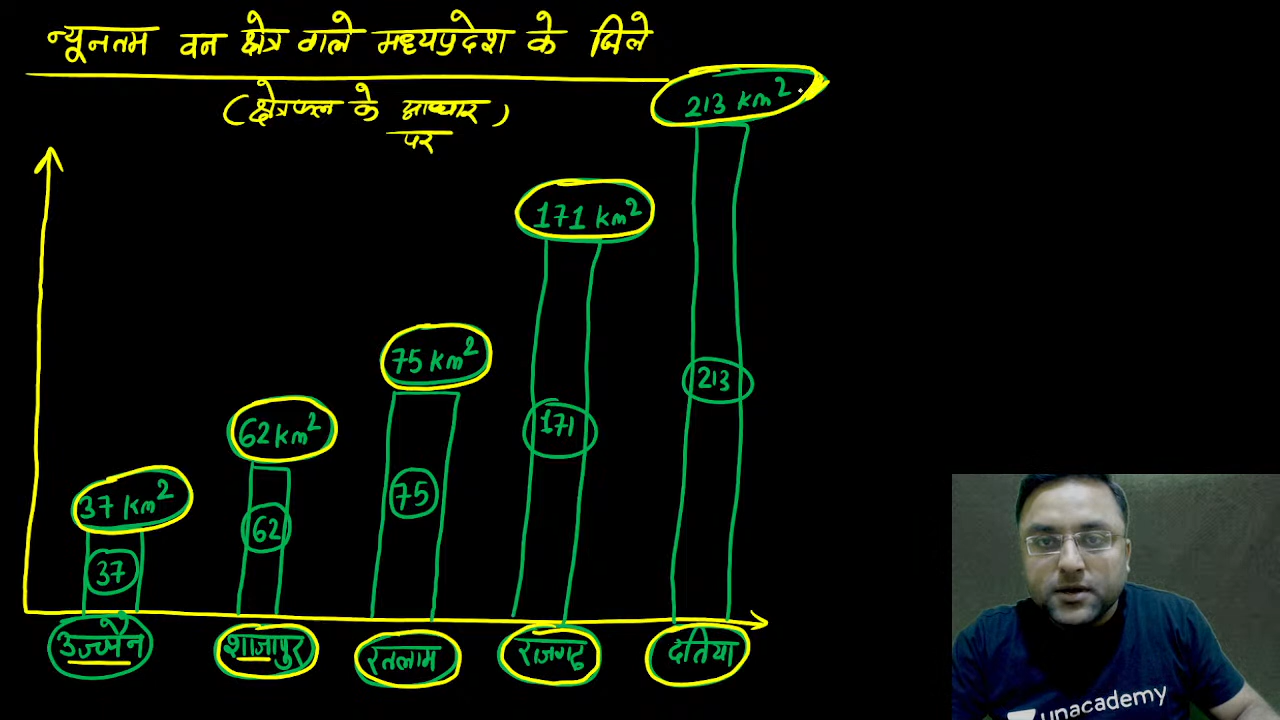 न्यूनतम वन क्षेत्र वाले मध्यप्रदेश के जिले
(क्षेत्रफल के आधार)
पर
213 km²
171 km²
75 km²
62 km²
37 km²
213
171
75
62
37
उज्जैन शाजापुर रतलाम राजगढ़ दतिया
unacademy